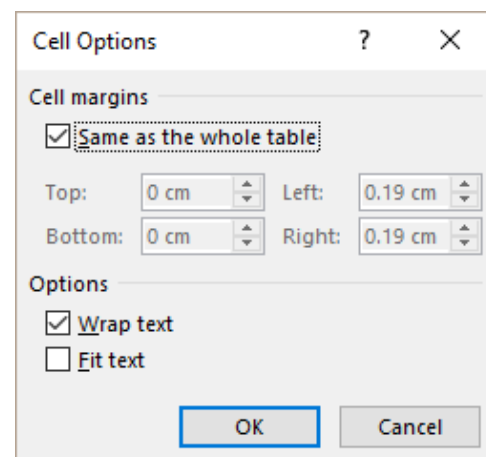 Cell Options ?
Cell margins
Same as the whole table
Top: 0 cm Left: 0.19 cm
Bottom: 0 cm Right: 0.19 cm
Options
Wrap text
Fit text
OK Cancel